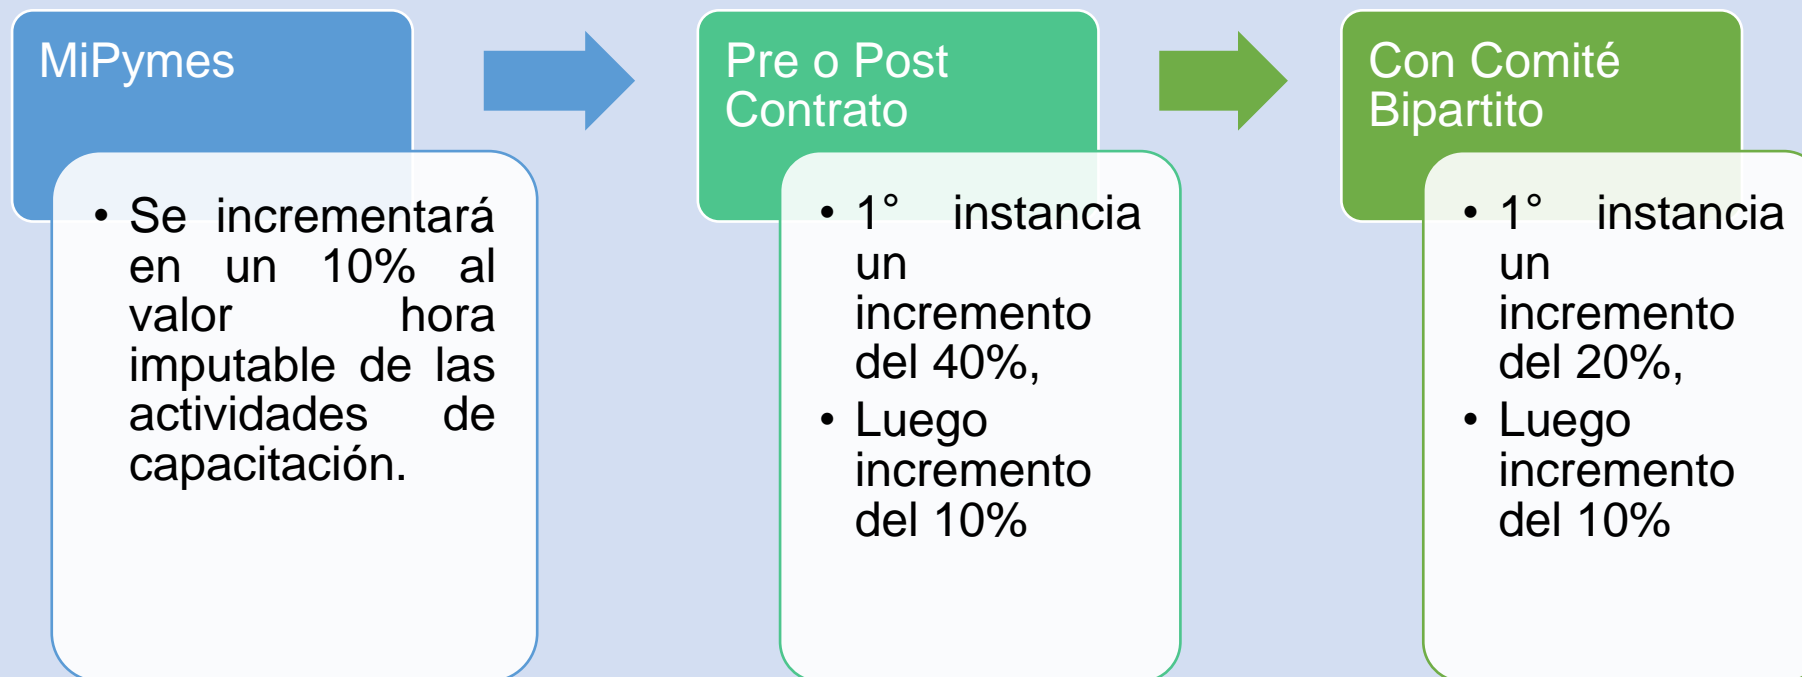 MiPymes
• Se incrementará
en un 10% al
valor hora
imputable de las
actividades de
capacitación.
Pre o Post
Contrato
• 1° instancia
un
incremento
del 40%,
• Luego
incremento
del 10%
Con Comité
Bipartito
• 1° instancia
un
incremento
del 20%,
• Luego
incremento
del 10%